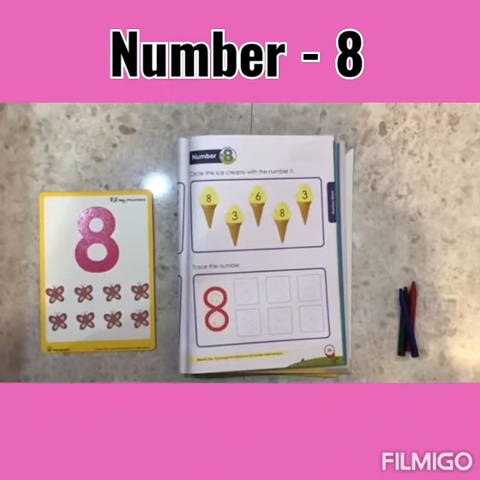 Number - 8
Number 8
Circle the ice creams with the number 8.
8 6 3
3 8
Trace the number.
8
8
FILMIGO